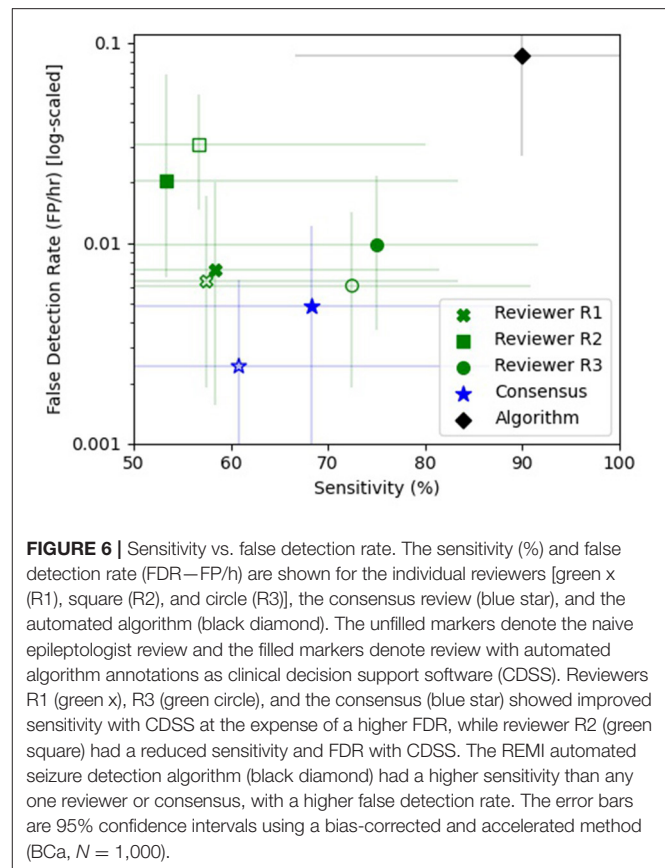 0.1
0.01
0.001
False Detection Rate (FP/hr) [log-scaled]
50 60 70 80 90 100
Sensitivity (%)
Reviewer R1
Reviewer R2
Reviewer R3
Consensus
Algorithm
FIGURE 6 | Sensitivity vs. false detection rate. The sensitivity (%) and false
detection rate (FDR—FP/h) are shown for the individual reviewers [green x
(R1), square (R2), and circle (R3)], the consensus review (blue star), and the
automated algorithm (black diamond). The unfilled markers denote the naive
epileptologist review and the filled markers denote review with automated
algorithm annotations as clinical decision support software (CDSS). Reviewers
R1 (green x), R3 (green circle), and the consensus (blue star) showed improved
sensitivity with CDSS at the expense of a higher FDR, while reviewer R2 (green
square) had a reduced sensitivity and FDR with CDSS. The REMI automated
seizure detection algorithm (black diamond) had a higher sensitivity than any
one reviewer or consensus, with a higher false detection rate. The error bars
are 95% confidence intervals using a bias-corrected and accelerated method
(BCa, N = 1,000).